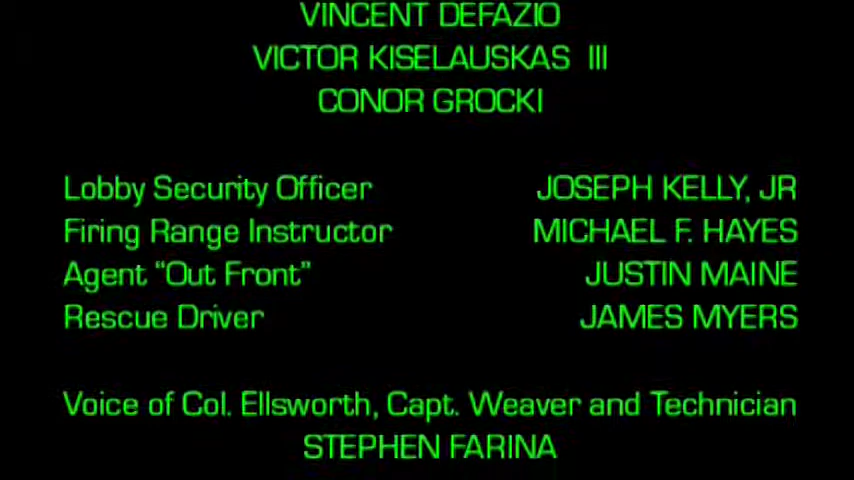 VINCENT DEFAZIO
VICTOR KISELAUSKAS III
CONOR GROCKI
Lobby Security Officer JOSEPH KELLY, JR
Firing Range Instructor MICHAEL F. HAYES
Agent “Out Front” JUSTIN MAINE
Rescue Driver JAMES MYERS
Voice of Col. Ellsworth, Capt. Weaver and Technician
STEPHEN FARINA